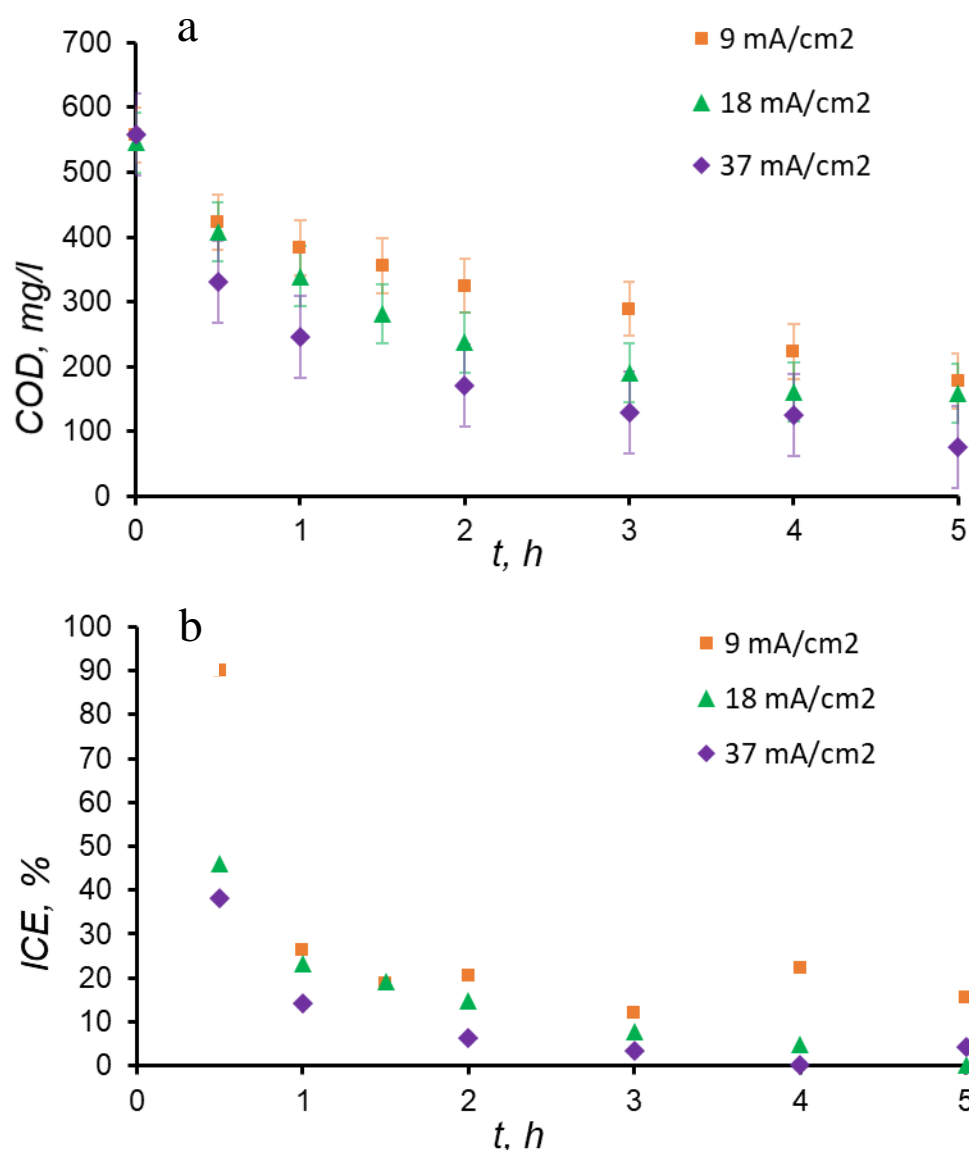 a
700
600
500
400
300
200
100
0
COD, mg/l
9 mA/cm2
18 mA/cm2
37 mA/cm2
0 1 2 3 4 5
t, h
b
100
90
80
70
60
50
40
30
20
10
0
ICE, %
9 mA/cm2
18 mA/cm2
37 mA/cm2
0 1 2 3 4 5
t, h